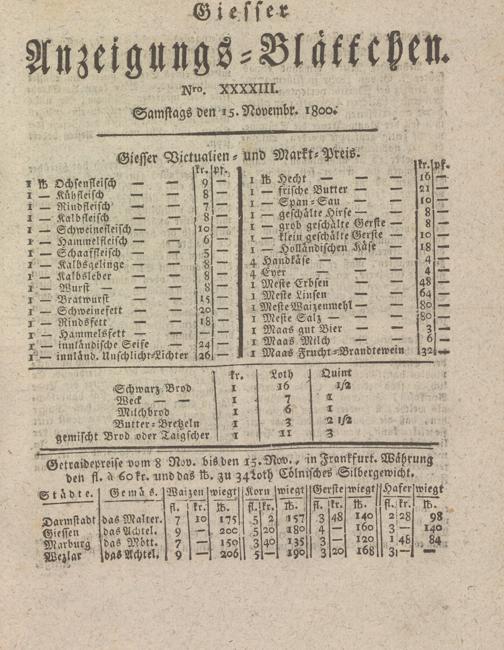 Giesser
Anzeigungs-Blättchen.
Nro. XXXXIII.
Samstags den 15. Novembr. 1800.
Giesser Victualien- und Markt-Preis.
kr. pf.
1 ℔ Ochsenfleisch — 9 —
1 — Kühfleisch — 8 —
1 — Rindfleisch — 7 —
1 — Kalbfleisch — 8 —
1 — Schweinefleisch — 10 —
1 — Hammelfleisch — 6 —
1 — Schaaffleisch — 5 —
1 — Kalbsgelinge — 8 —
1 — Kalbsleber — 8 —
1 — Wurst — 8 —
1 — Bratwurst — 15 —
1 — Schweinefett — 20 —
1 — Rindsfett — 18 —
1 — Hammelsfett — —
1 — innländische Seife — 24 —
1 — innländ. Unschlicht-Lichter 26 —
kr. pf.
1 ℔ Hecht — 16 —
1 — frische Butter — 21 —
1 — Span-Sau — 10 —
1 — geschälte Hirse — 8 —
1 — grob geschälte Gerste — 8 —
1 — klein geschälte Gerste — 10 —
1 — Holländischen Käse — 18 —
4 Handkäse — 4 —
4 Eyer — 4 —
1 Meste Erbsen — 48 —
1 Meste Linsen — 64 —
1 Meste Waizenmehl — 80 —
1 Meste Salz — 80 —
1 Maas gut Bier — 3 —
1 Maas Milch — 6 —
1 Maas Frucht-Brandtewein 32 —
kr. Loth Quint
Schwarz Brod 1 16 1/2
Weck — — 1 7 1
Milchbrod 1 6 1
Butter-Bretzeln 1 3 2 1/2
gemischt Brod oder Taigscher 1 11 3
Getraidepreise vom 8 Nov. bis den 15. Nov., in Frankfurt. Währung
den fl. à 60 kr. und das ℔. zu 34 Loth Cölnisches Silbergewicht.
Städte. Gemäs. Waizen wiegt Korn wiegt Gerste wiegt Hafer wiegt
fl. kr. ℔. fl. kr. ℔. fl. kr. ℔. fl. kr. ℔.
Darmstadt das Malter. 7 10 175 5 2 157 3 48 140 2 28 98
Giessen das Achtel. 9 — 200 5 20 180 4 — 160 3 — 140
Marburg das Mött. 7 — 150 3 40 135 3 — 120 1 48 84
Wezlar das Achtel. 9 — 206 5 — 190 3 20 168 3 — —